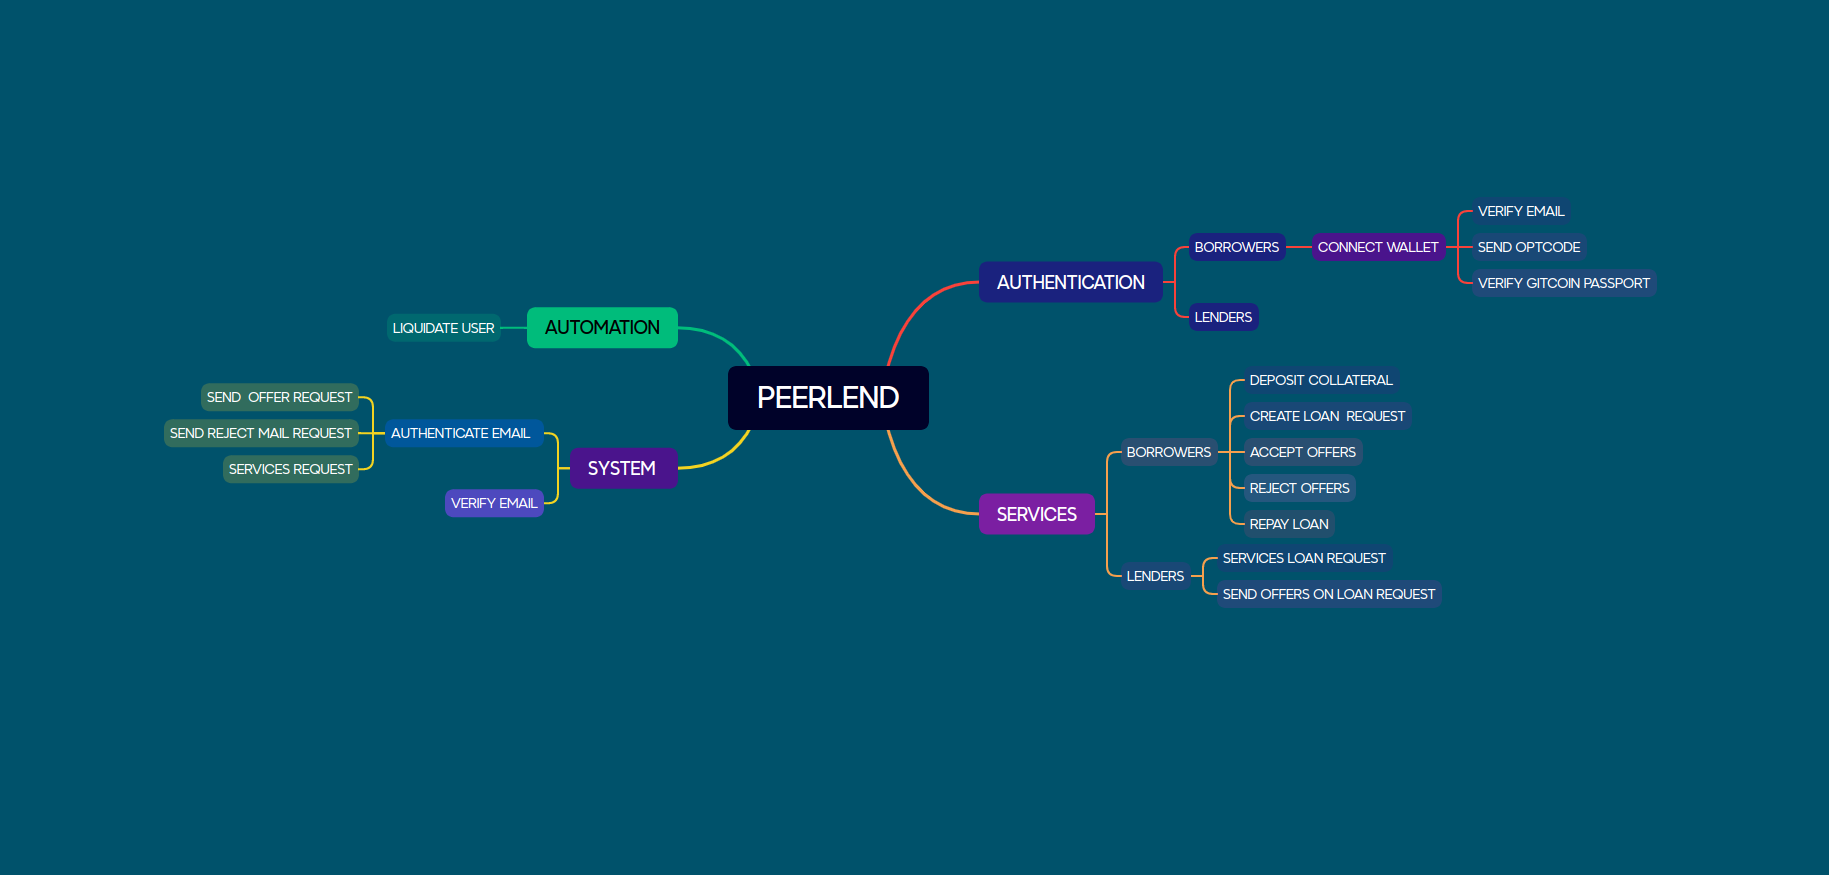 PEERLEND
AUTHENTICATION
BORROWERS
CONNECT WALLET
VERIFY EMAIL
SEND OPTCODE
VERIFY GITCOIN PASSPORT
LENDERS
SERVICES
BORROWERS
DEPOSIT COLLATERAL
CREATE LOAN  REQUEST
ACCEPT OFFERS
REJECT OFFERS
REPAY LOAN
LENDERS
SERVICES LOAN REQUEST
SEND OFFERS ON LOAN REQUEST
AUTOMATION
LIQUIDATE USER
SYSTEM
AUTHENTICATE EMAIL
SEND  OFFER REQUEST
SEND REJECT MAIL REQUEST
SERVICES REQUEST
VERIFY EMAIL